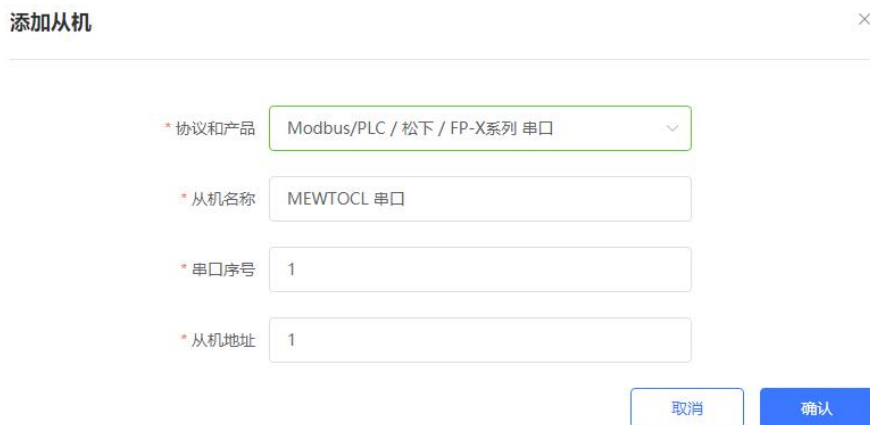 添加从机
* 协议和产品 Modbus/PLC / 松下 / FP-X系列 串口
* 从机名称 MEWTOCL 串口
* 串口序号 1
* 从机地址 1
取消 确认